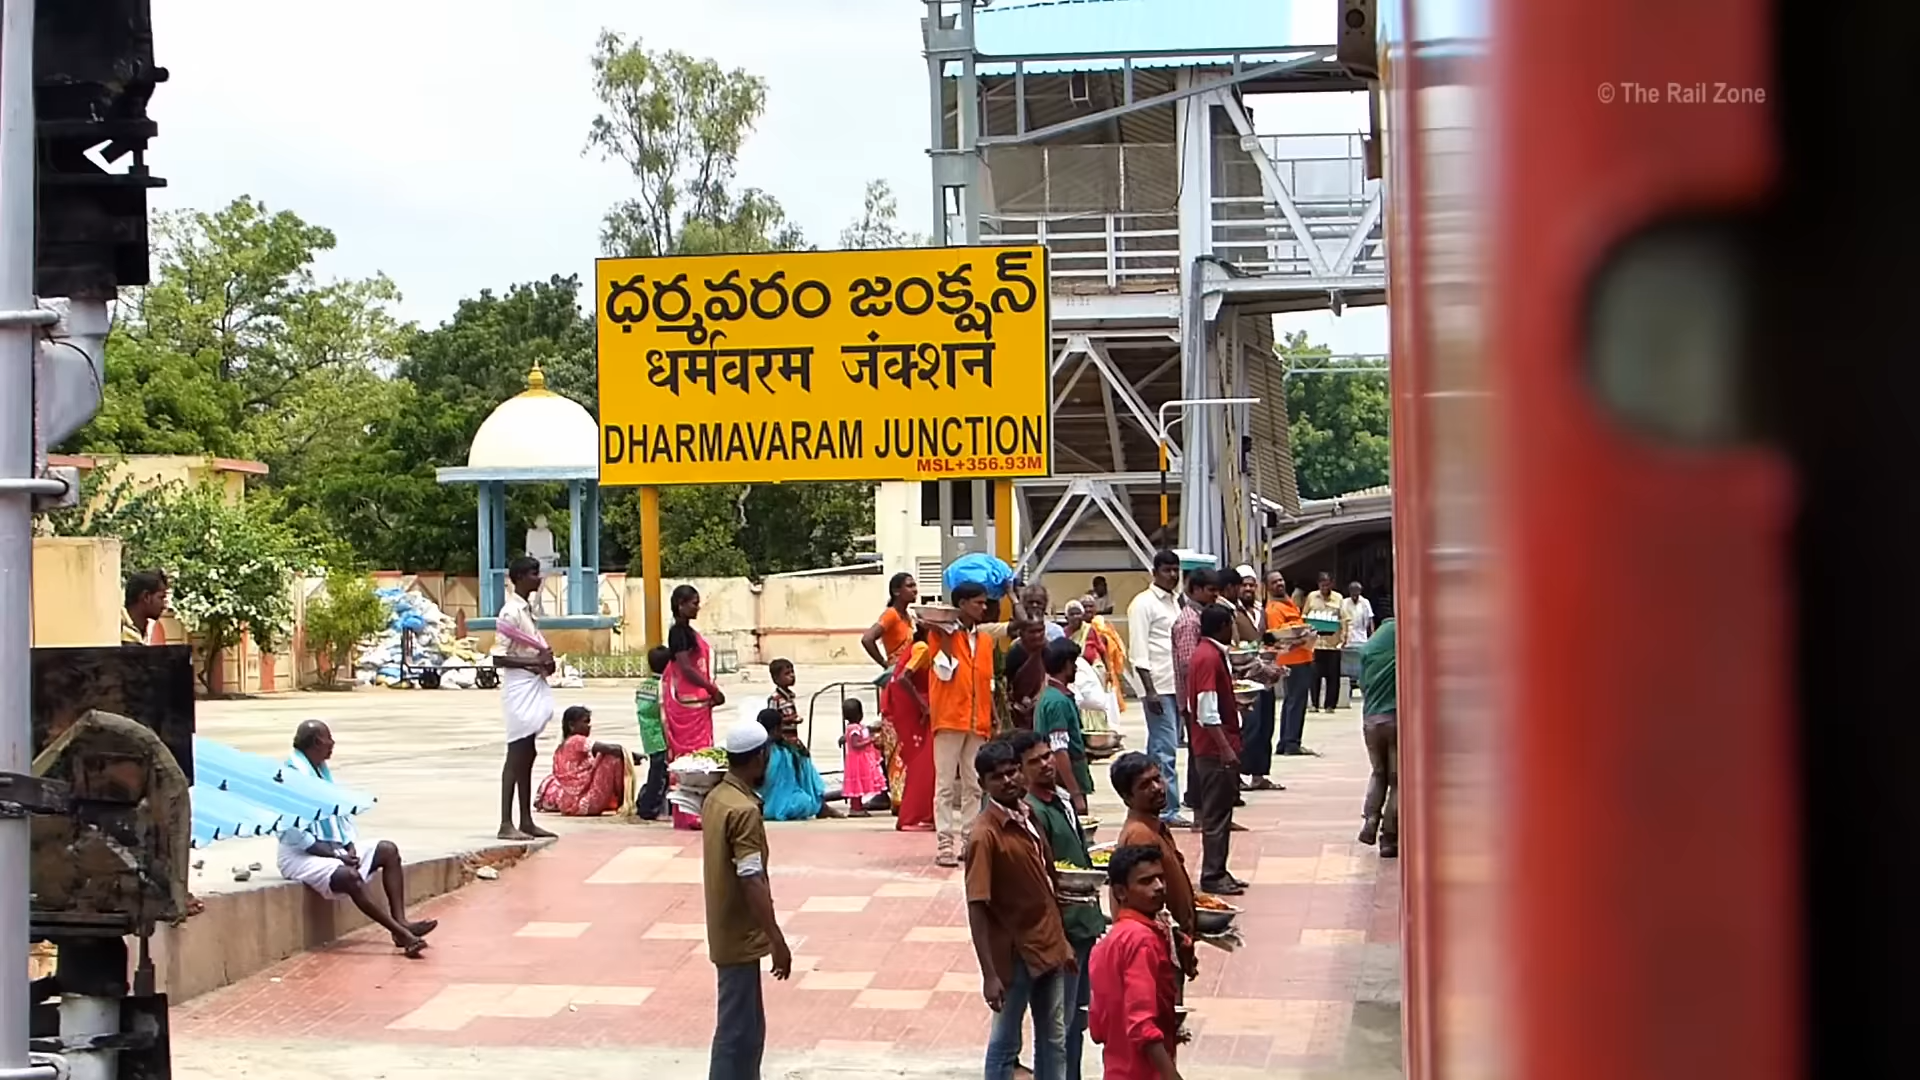 © The Rail Zone
ధర్మవరం జంక్షన్
धर्मवरम जंक्शन
DHARMAVARAM JUNCTION
MSL+356.93M